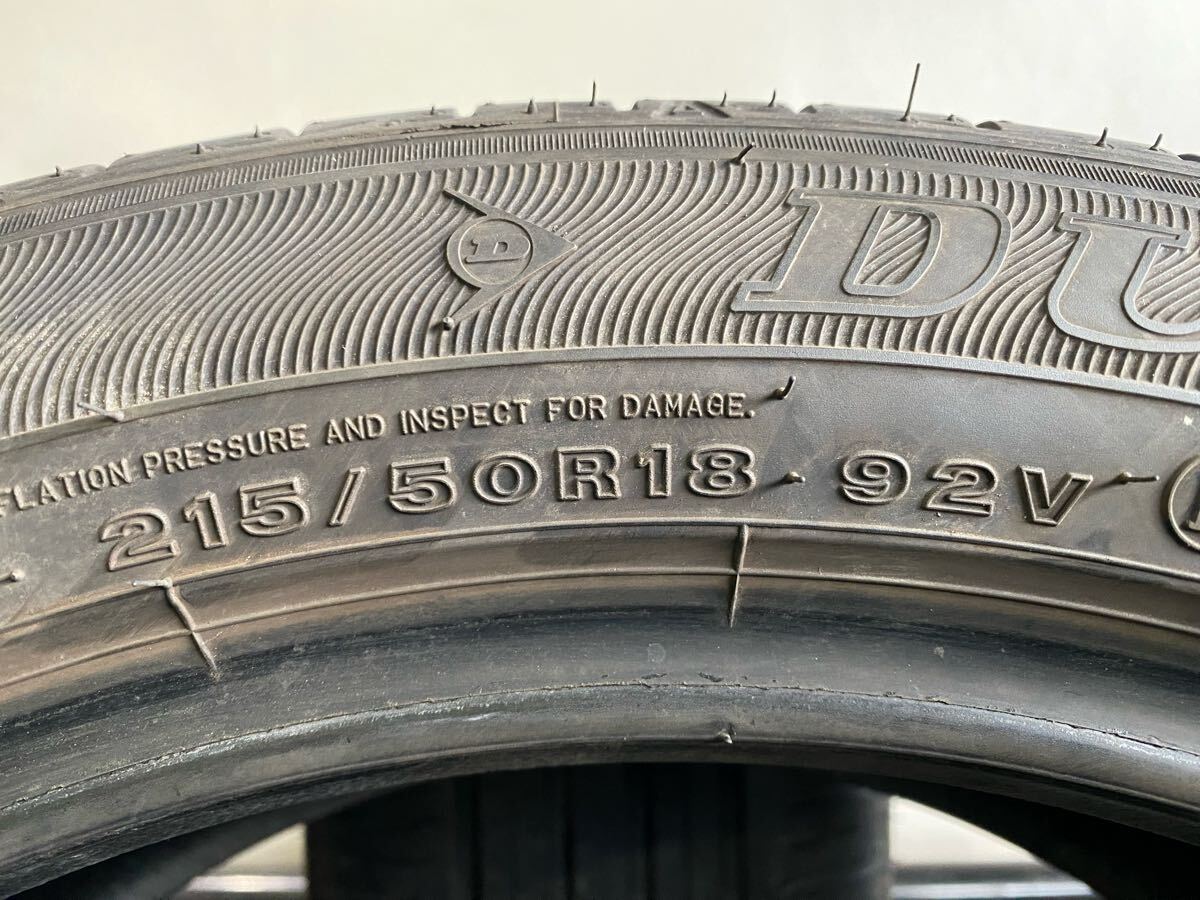 D
DU
FLATION PRESSURE AND INSPECT FOR DAMAGE.
215/50R18 92V